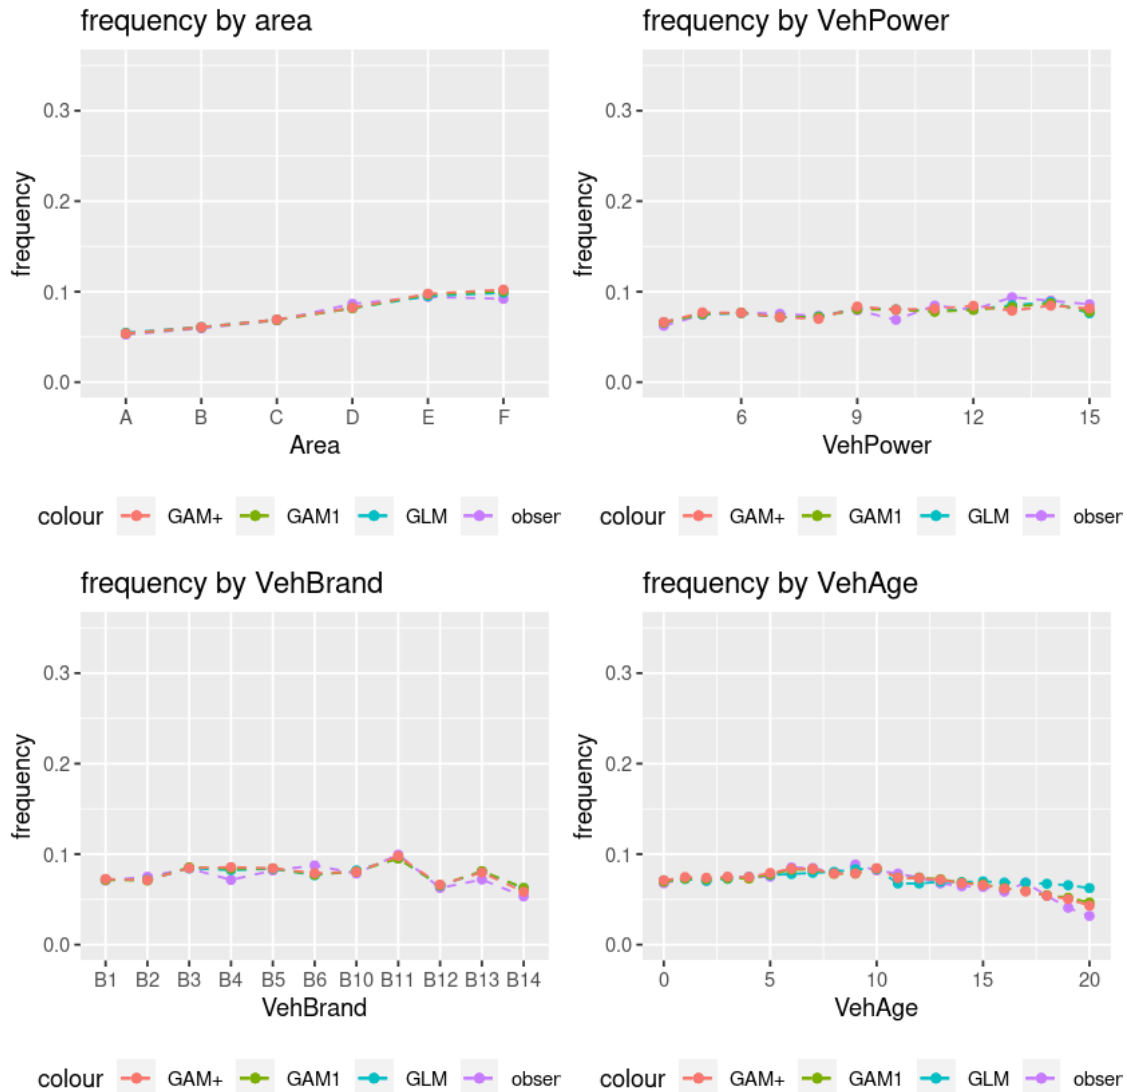 frequency by area
frequency
0.3
0.2
0.1
0.0
A B C D E F
Area
colour GAM+ GAM1 GLM obser
frequency by VehPower
frequency
0.3
0.2
0.1
0.0
6 9 12 15
VehPower
colour GAM+ GAM1 GLM obser
frequency by VehBrand
frequency
0.3
0.2
0.1
0.0
B1 B2 B3 B4 B5 B6 B10 B11 B12 B13 B14
VehBrand
colour GAM+ GAM1 GLM obser
frequency by VehAge
frequency
0.3
0.2
0.1
0.0
0 5 10 15 20
VehAge
colour GAM+ GAM1 GLM obser